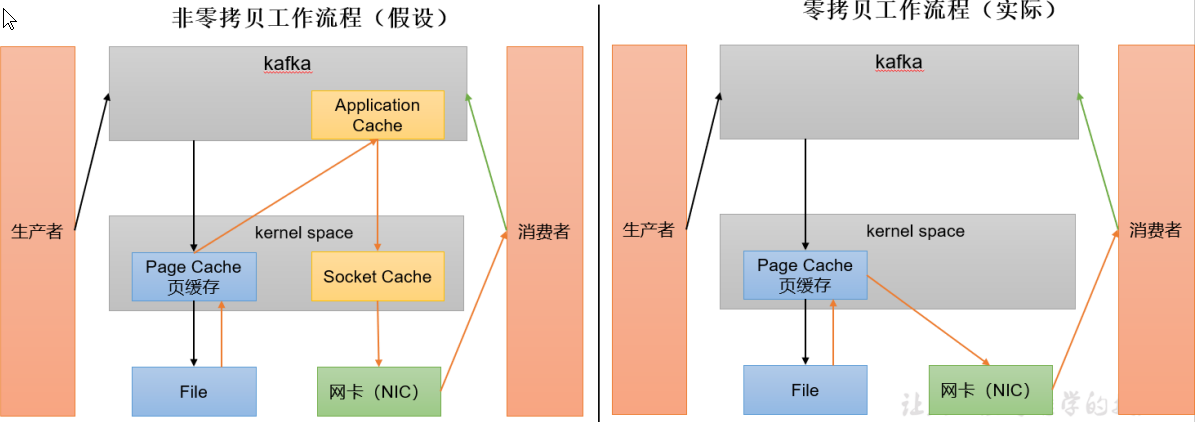 非零拷贝工作流程（假设）
kafka
Application
Cache
生产者
kernel space
消费者
Page Cache
页缓存
Socket Cache
File
网卡（NIC）
零拷贝工作流程（实际）
kafka
生产者
kernel space
消费者
Page Cache
页缓存
File
网卡（NIC）
让
学的